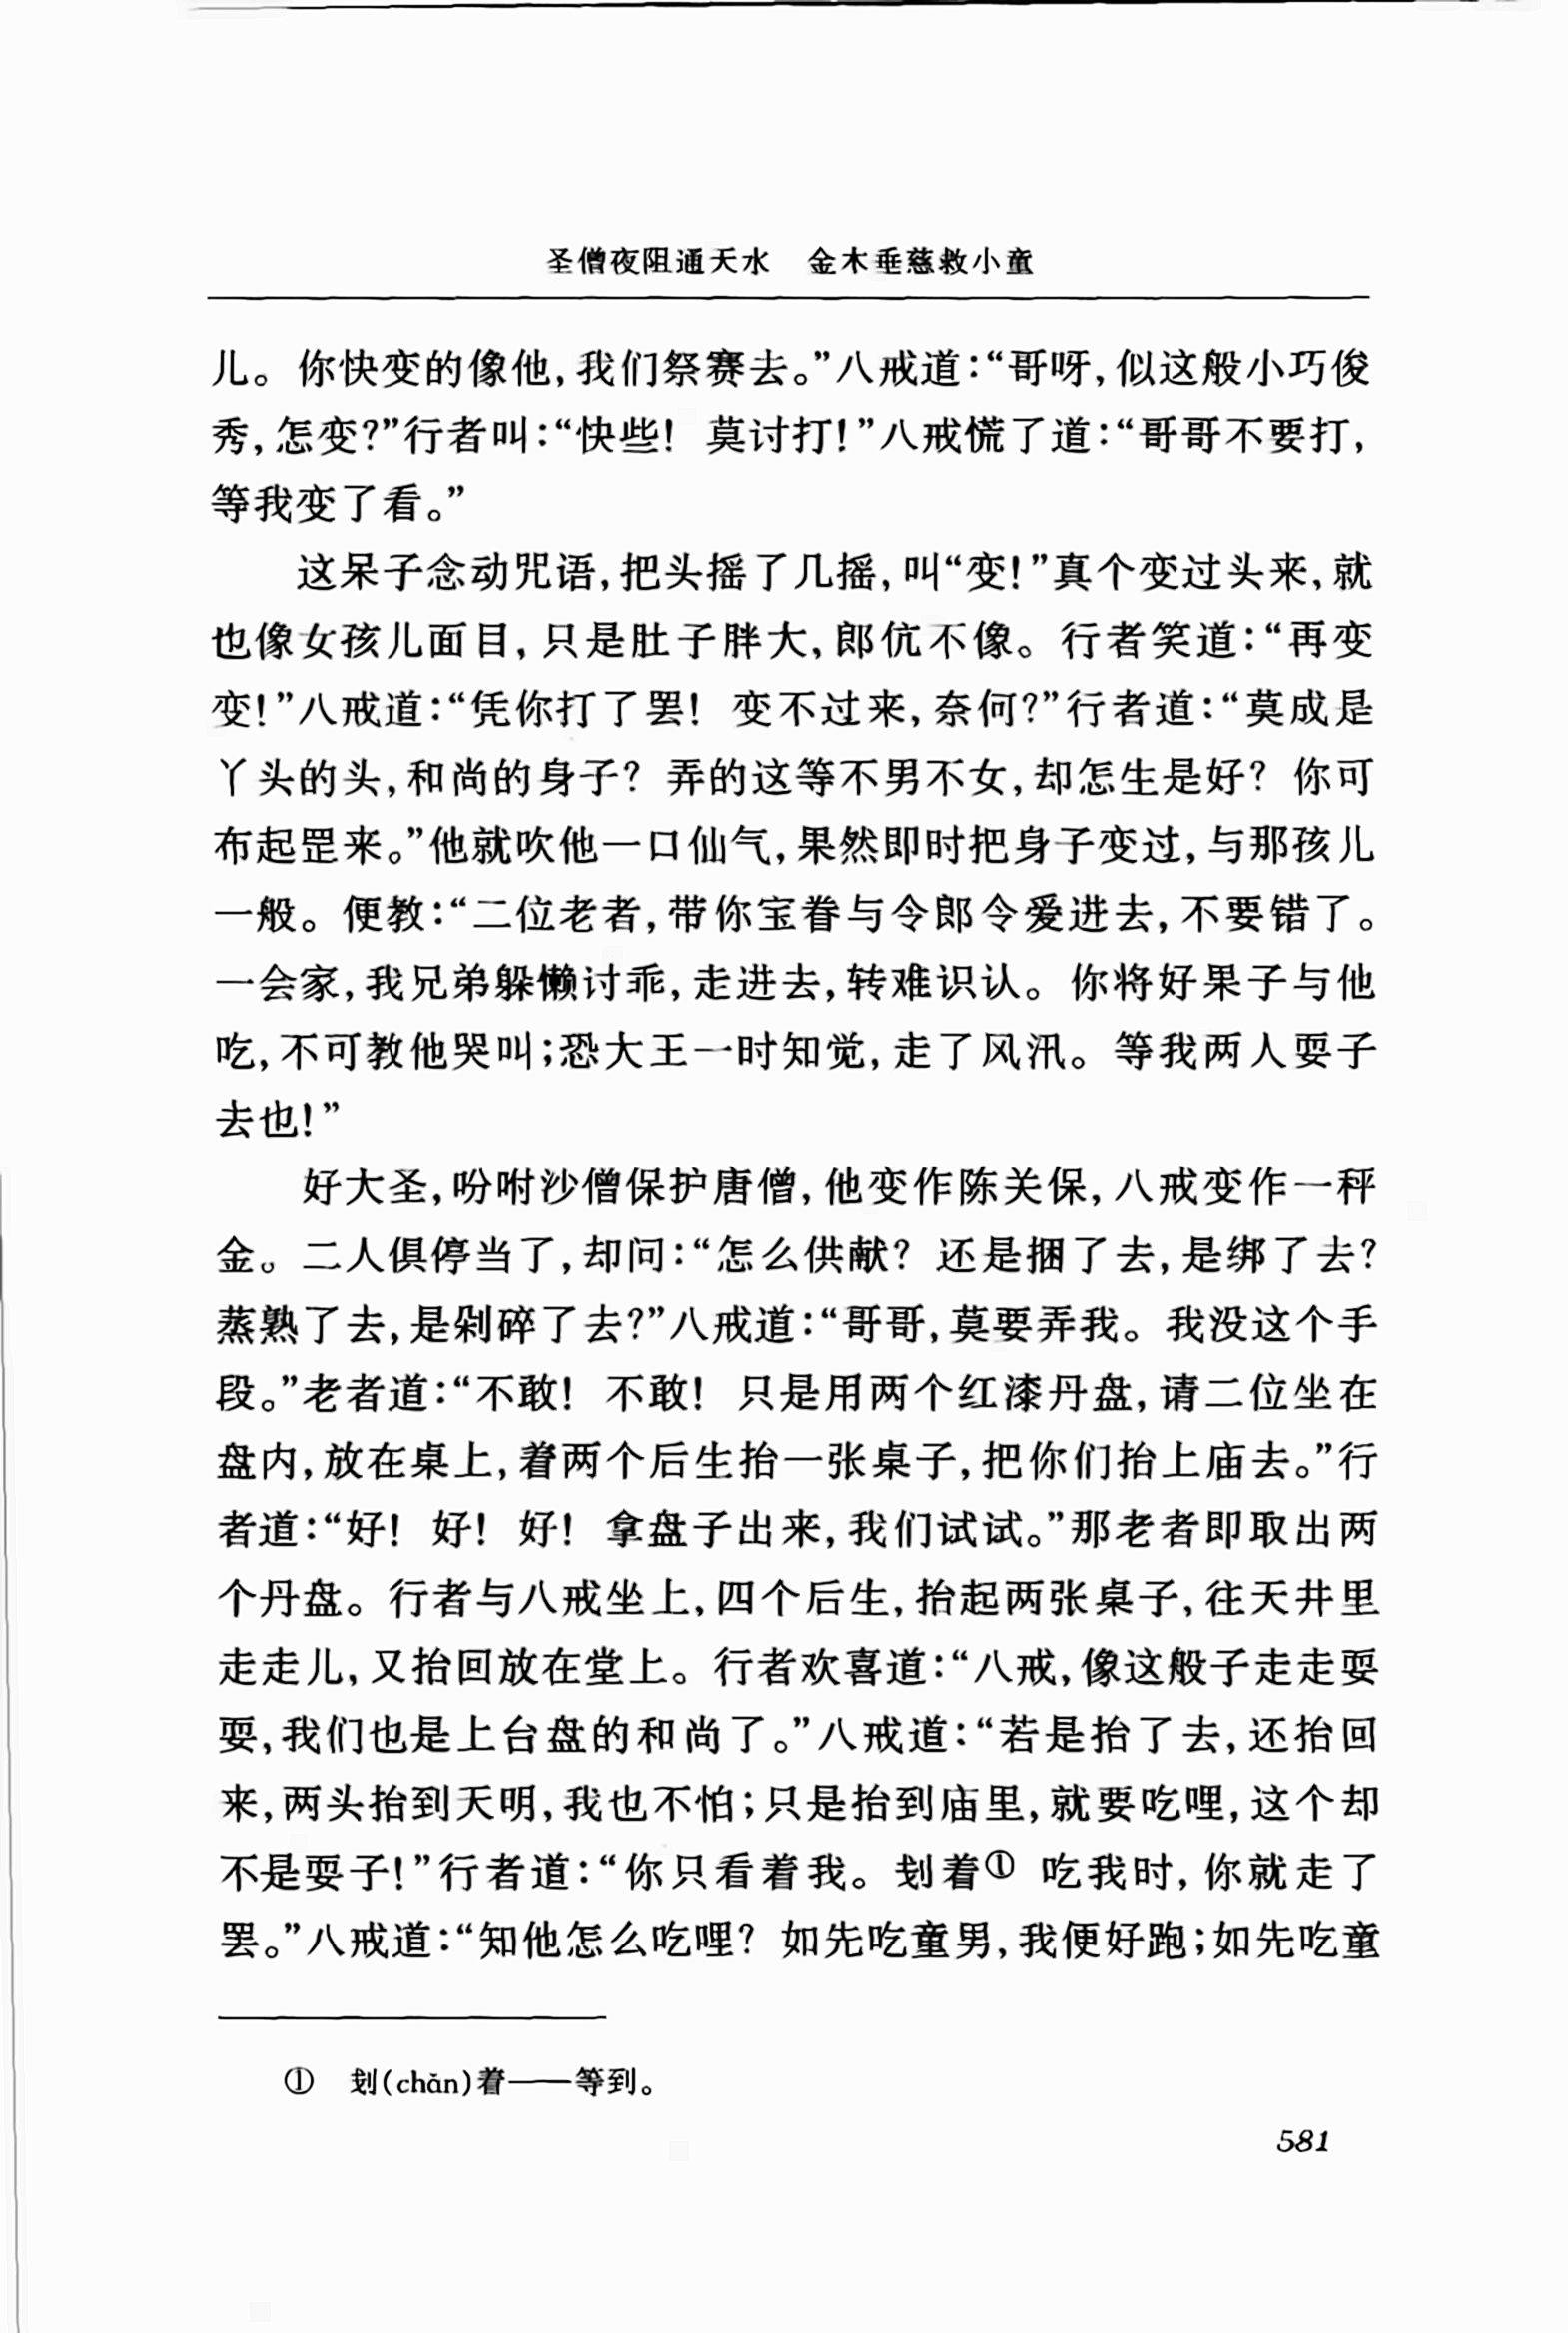 圣僧夜阻通天水　金木垂慈救小童
儿。你快变的像他,我们祭赛去。”八戒道:“哥呀,似这般小巧俊
秀,怎变?”行者叫:“快些! 莫讨打!”八戒慌了道:“哥哥不要打,
等我变了看。”
这呆子念动咒语,把头摇了几摇,叫“变!”真个变过头来,就
也像女孩儿面目,只是肚子胖大,郎伉不像。行者笑道:“再变
变!”八戒道:“凭你打了罢! 变不过来,奈何?”行者道:“莫成是
丫头的头,和尚的身子? 弄的这等不男不女,却怎生是好? 你可
布起罡来。”他就吹他一口仙气,果然即时把身子变过,与那孩儿
一般。便教:“二位老者,带你宝眷与令郎令爱进去,不要错了。
一会家,我兄弟躲懒讨乖,走进去,转难识认。你将好果子与他
吃,不可教他哭叫;恐大王一时知觉,走了风汛。等我两人耍子
去也!”
好大圣,吩咐沙僧保护唐僧,他变作陈关保,八戒变作一秤
金。二人俱停当了,却问:“怎么供献? 还是捆了去,是绑了去?
蒸熟了去,是剁碎了去?”八戒道:“哥哥,莫要弄我。我没这个手
段。”老者道:“不敢! 不敢! 只是用两个红漆丹盘,请二位坐在
盘内,放在桌上,着两个后生抬一张桌子,把你们抬上庙去。”行
者道:“好! 好! 好! 拿盘子出来,我们试试。”那老者即取出两
个丹盘。行者与八戒坐上,四个后生,抬起两张桌子,往天井里
走走儿,又抬回放在堂上。行者欢喜道:“八戒,像这般子走走耍
耍,我们也是上台盘的和尚了。”八戒道:“若是抬了去,还抬回
来,两头抬到天明,我也不怕;只是抬到庙里,就要吃哩,这个却
不是耍子!”行者道:“你只看着我。刬着① 吃我时,你就走了
罢。”八戒道:“知他怎么吃哩? 如先吃童男,我便好跑;如先吃童
① 刬(chǎn)着——等到。
581